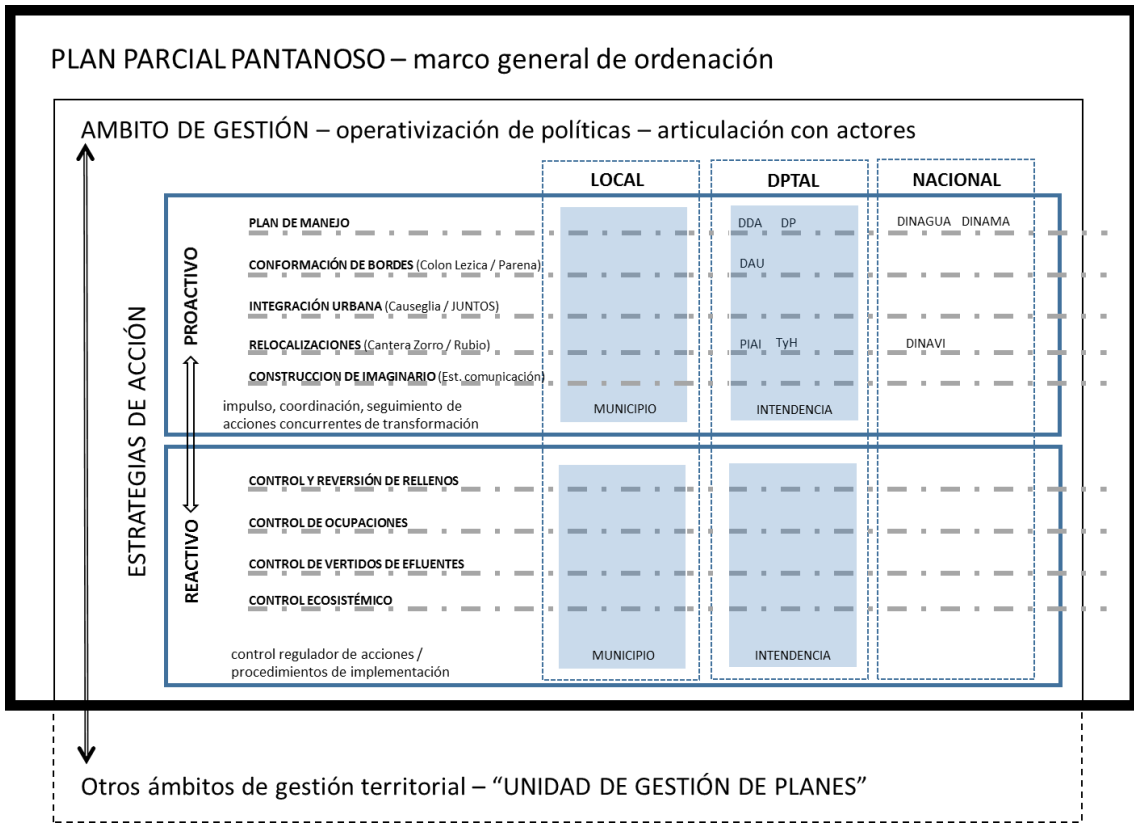 PLAN PARCIAL PANTANOSO – marco general de ordenación
AMBITO DE GESTIÓN – operativización de políticas – articulación con actores
LOCAL DPTAL NACIONAL
ESTRATEGIAS DE ACCIÓN
PROACTIVO
PLAN DE MANEJO DDA DP DINAGUA DINAMA
CONFORMACIÓN DE BORDES (Colon Lezica / Parena) DAU
INTEGRACIÓN URBANA (Causeglia / JUNTOS)
RELOCALIZACIONES (Cantera Zorro / Rubio) PIAI TyH DINAVI
CONSTRUCCION DE IMAGINARIO (Est. comunicación)
impulso, coordinación, seguimiento de
acciones concurrentes de transformación
MUNICIPIO INTENDENCIA
REACTIVO
CONTROL Y REVERSIÓN DE RELLENOS
CONTROL DE OCUPACIONES
CONTROL DE VERTIDOS DE EFLUENTES
CONTROL ECOSISTÉMICO
control regulador de acciones /
procedimientos de implementación
MUNICIPIO INTENDENCIA
Otros ámbitos de gestión territorial – “UNIDAD DE GESTIÓN DE PLANES”